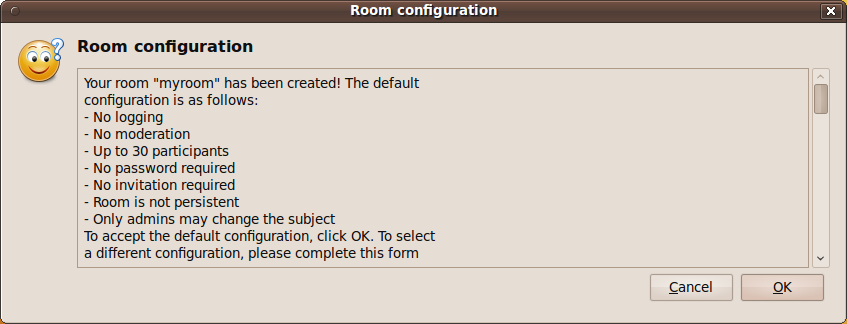 Room configuration
Room configuration
Your room "myroom" has been created! The default
configuration is as follows:
- No logging
- No moderation
- Up to 30 participants
- No password required
- No invitation required
- Room is not persistent
- Only admins may change the subject
To accept the default configuration, click OK. To select
a different configuration, please complete this form
Cancel OK